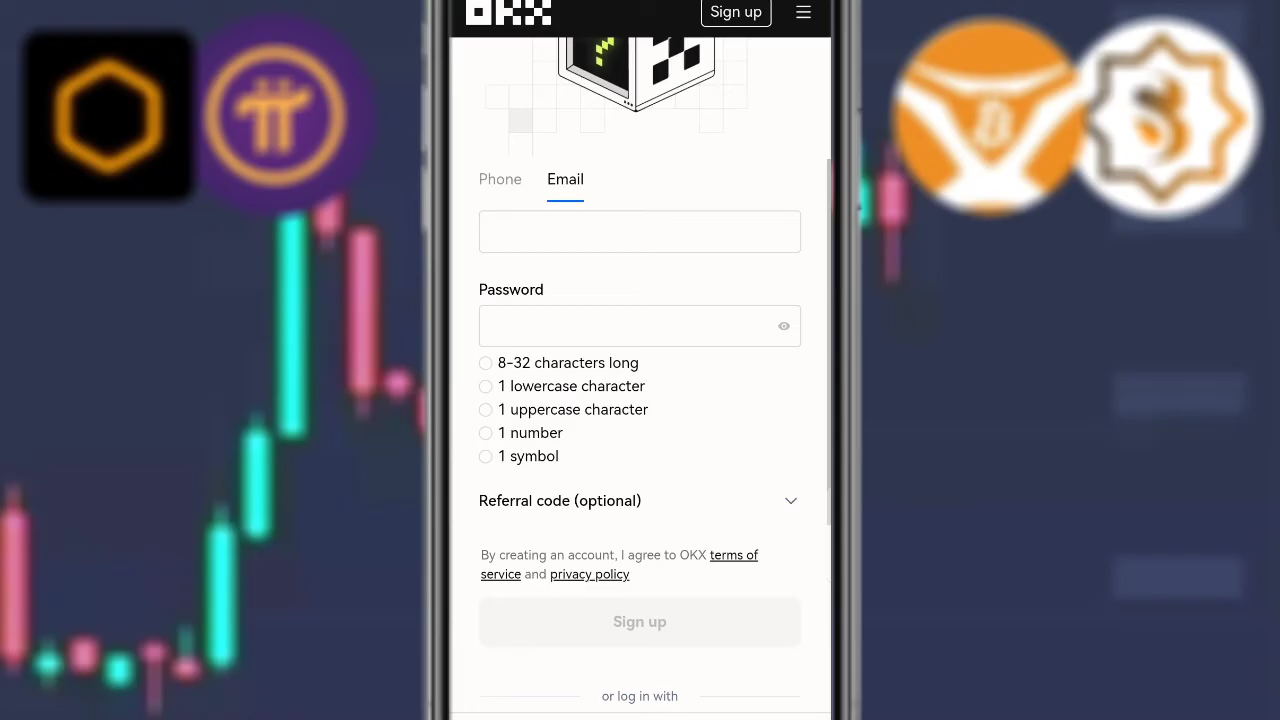 OKX
Sign up
Phone
Email
Password
8-32 characters long
1 lowercase character
1 uppercase character
1 number
1 symbol
Referral code (optional)
By creating an account, I agree to OKX terms of
service and privacy policy
Sign up
or log in with